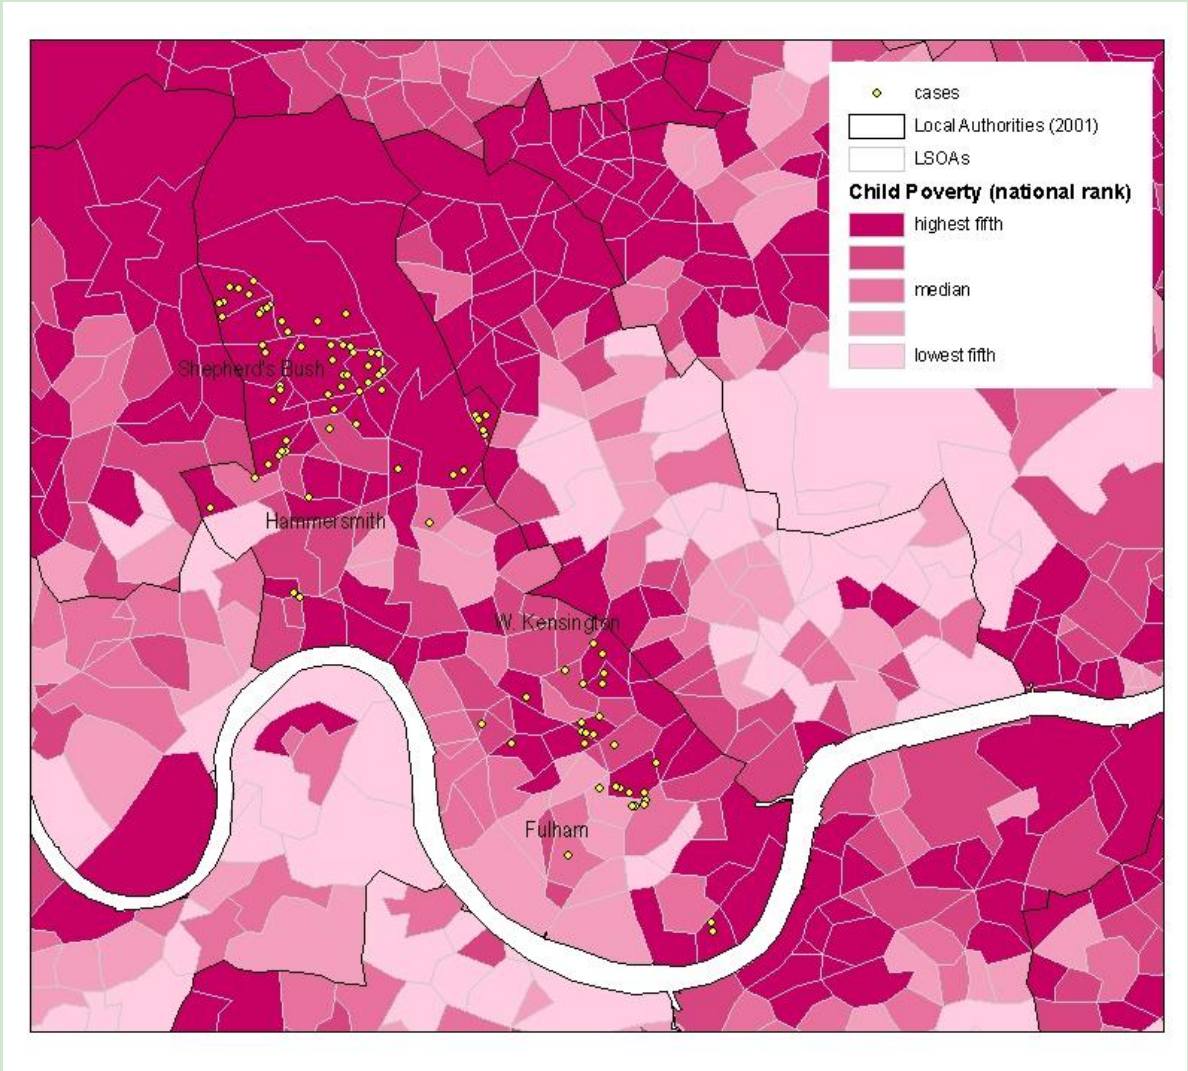 cases
Local Authorities (2001)
LSOAs
Child Poverty (national rank)
highest fifth
median
lowest fifth
Shepherd's Bush
Hammersmith
W. Kensington
Fulham